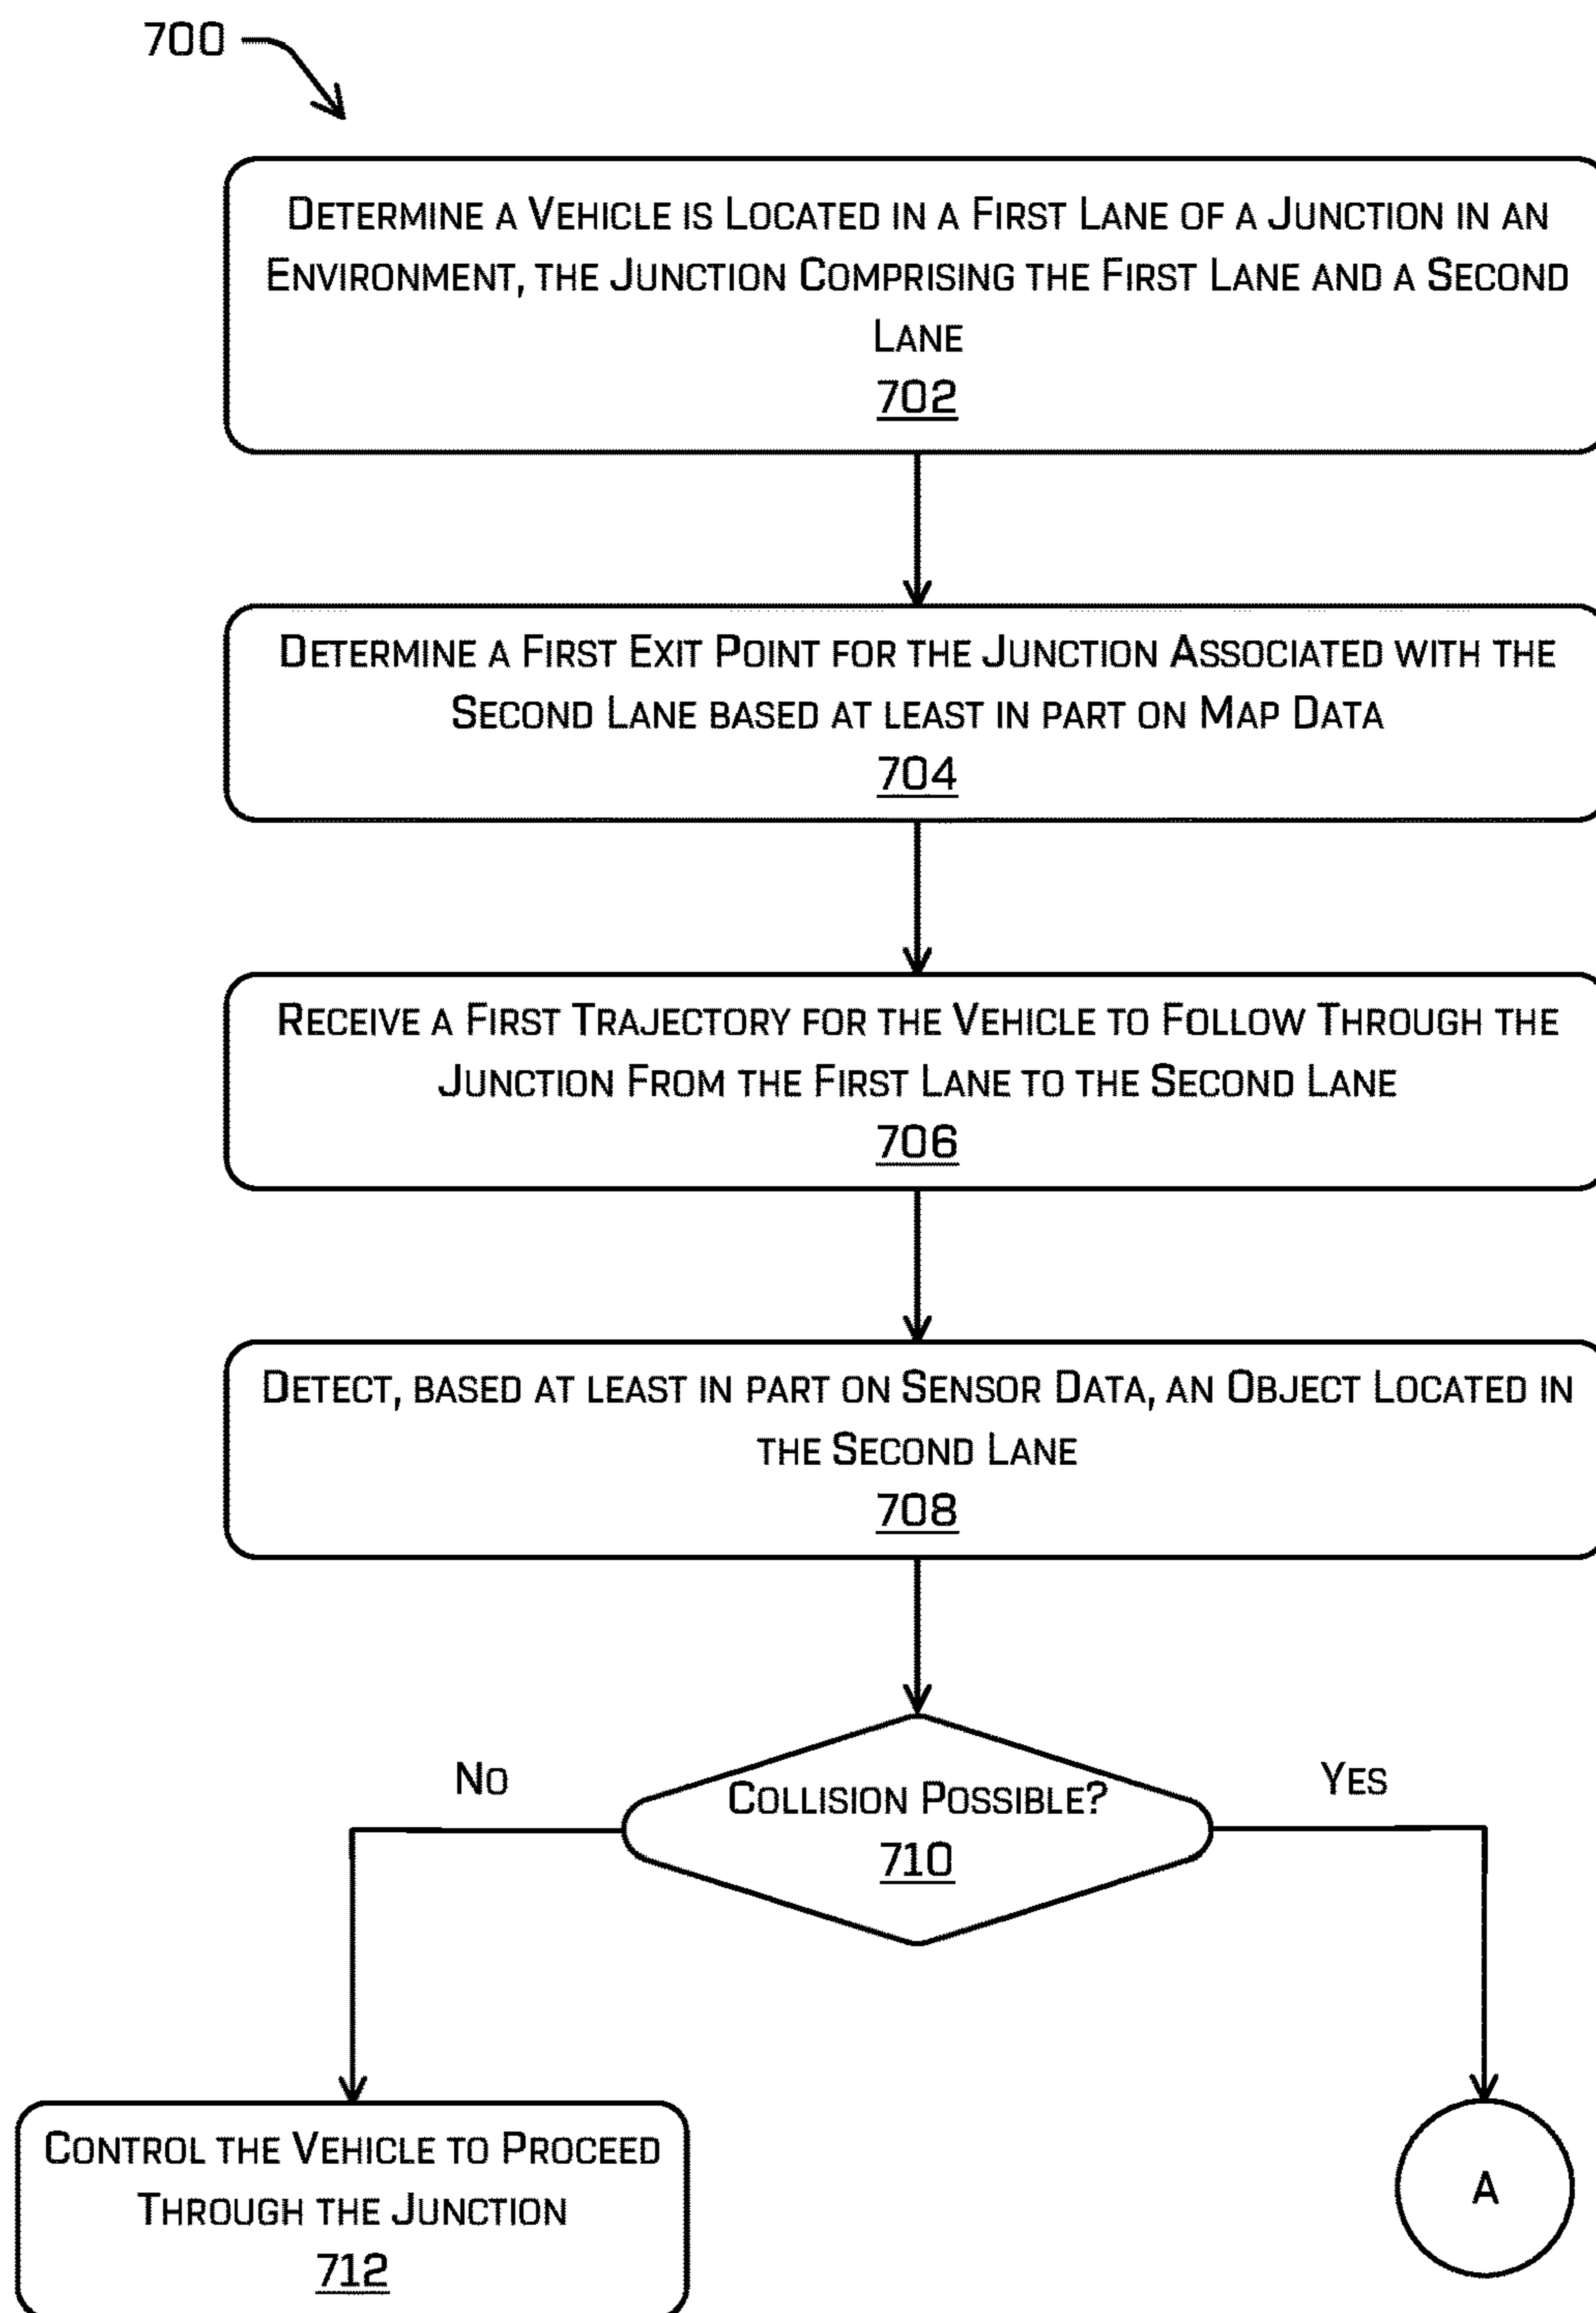 700
DETERMINE A VEHICLE IS LOCATED IN A FIRST LANE OF A JUNCTION IN AN
ENVIRONMENT, THE JUNCTION COMPRISING THE FIRST LANE AND A SECOND
LANE
702
DETERMINE A FIRST EXIT POINT FOR THE JUNCTION ASSOCIATED WITH THE
SECOND LANE BASED AT LEAST IN PART ON MAP DATA
704
RECEIVE A FIRST TRAJECTORY FOR THE VEHICLE TO FOLLOW THROUGH THE
JUNCTION FROM THE FIRST LANE TO THE SECOND LANE
706
DETECT, BASED AT LEAST IN PART ON SENSOR DATA, AN OBJECT LOCATED IN
THE SECOND LANE
708
NO
YES
COLLISION POSSIBLE?
710
CONTROL THE VEHICLE TO PROCEED
THROUGH THE JUNCTION
712
A